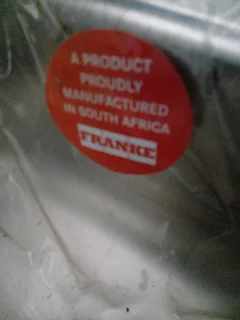 A PRODUCT
PROUDLY
MANUFACTURED
IN SOUTH AFRICA
FRANKE